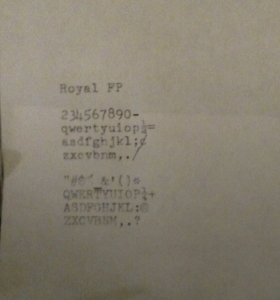 Royal FP
234567890-
qwertyuiop½=
asdfghjkl;¢
zxcvbnm,./
"#$ &'()*
QWERTYUIOP¼+
ASDFGHJKL:@
ZXCVBNM,.?